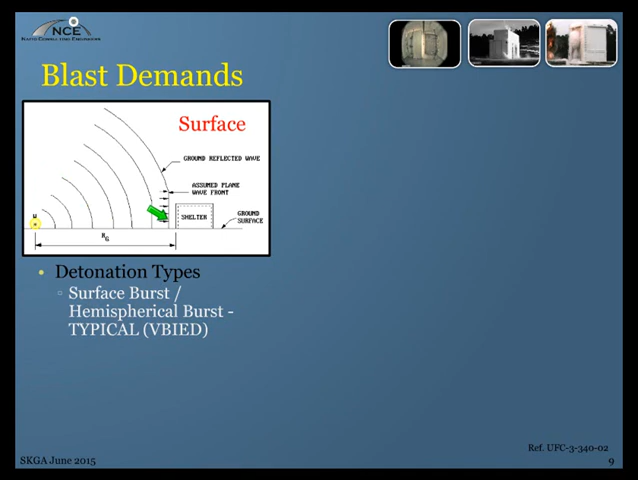 NCE
Blast Demands
Surface
GROUND REFLECTED WAVE
ASSUMED PLANE
WAVE FRONT
W
SHELTER
GROUND
SURFACE
RG
• Detonation Types
▫ Surface Burst /
Hemispherical Burst -
TYPICAL (VBIED)
Ref. UFC-3-340-02
SKGA June 2015
9